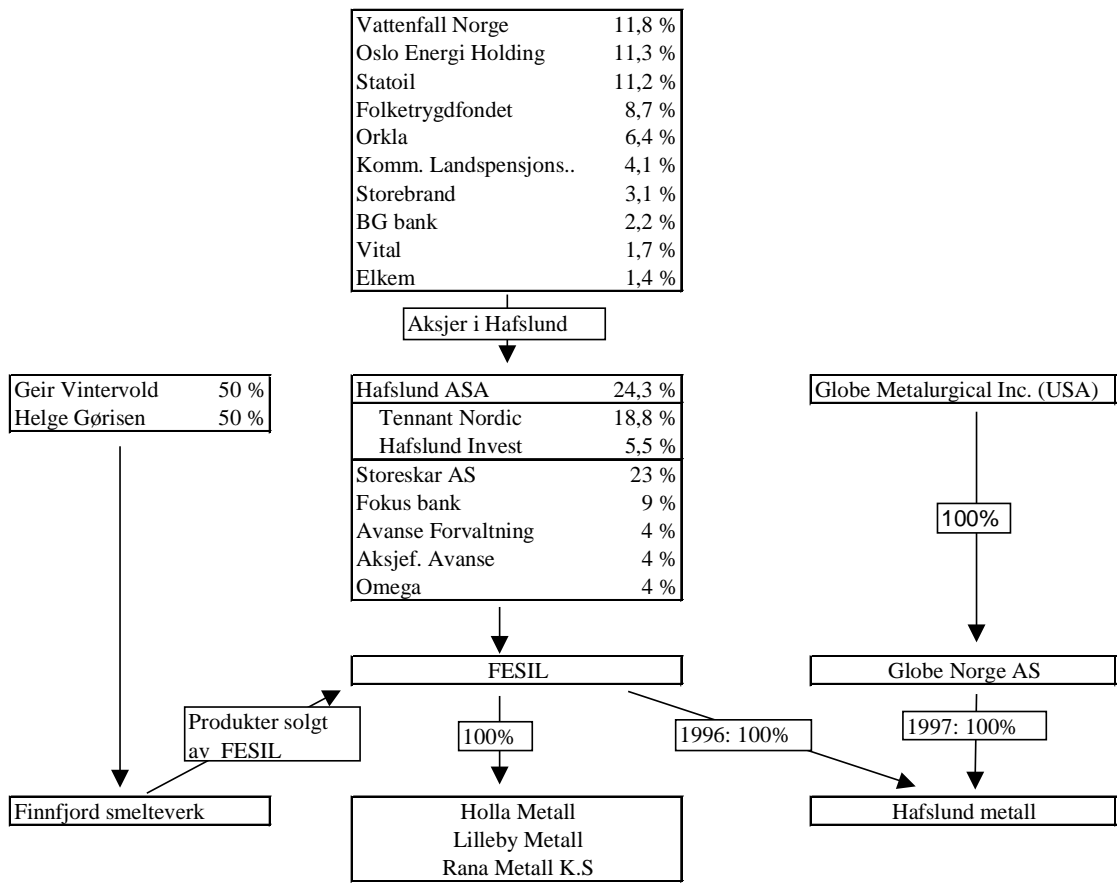 Vattenfall Norge 11,8 %
Oslo Energi Holding 11,3 %
Statoil 11,2 %
Folketrygdfondet 8,7 %
Orkla 6,4 %
Komm. Landspensjons.. 4,1 %
Storebrand 3,1 %
BG bank 2,2 %
Vital 1,7 %
Elkem 1,4 %
Aksjer i Hafslund
Geir Vintervold 50 %
Helge Gørisen 50 %
Hafslund ASA 24,3 %
Tennant Nordic 18,8 %
Hafslund Invest 5,5 %
Storeskar AS 23 %
Fokus bank 9 %
Avanse Forvaltning 4 %
Aksjef. Avanse 4 %
Omega 4 %
Globe Metalurgical Inc. (USA)
100%
FESIL
Globe Norge AS
Produkter solgt
av FESIL
100%
1996: 100%
1997: 100%
Finnfjord smelteverk
Holla Metall
Lilleby Metall
Rana Metall K.S
Hafslund metall